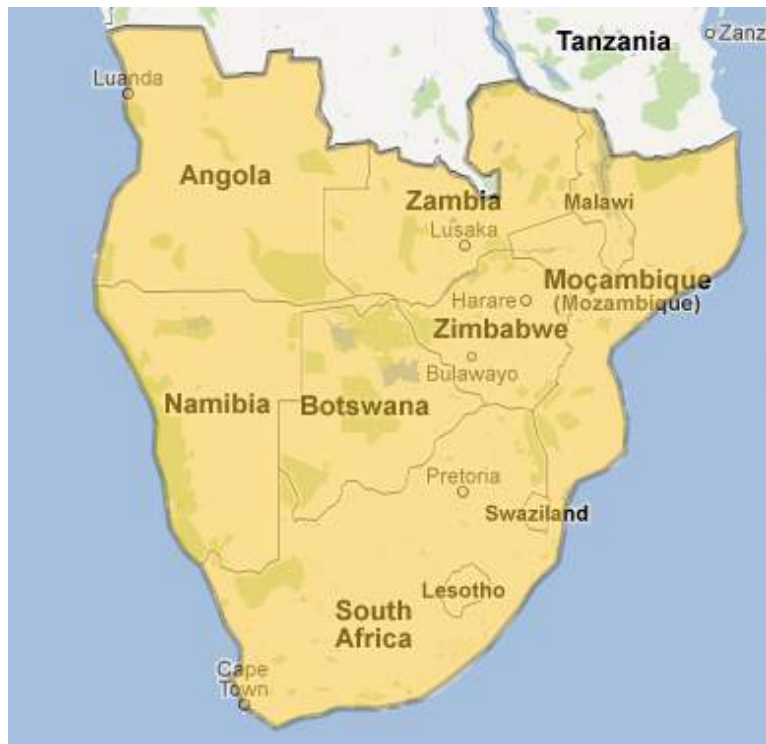 Tanzania
Zanz
Luanda
Angola
Zambia
Malawi
Lusaka
Moçambique
(Mozambique)
Harare
Zimbabwe
Bulawayo
Namibia
Botswana
Pretoria
Swaziland
Lesotho
South
Africa
Cape
Town